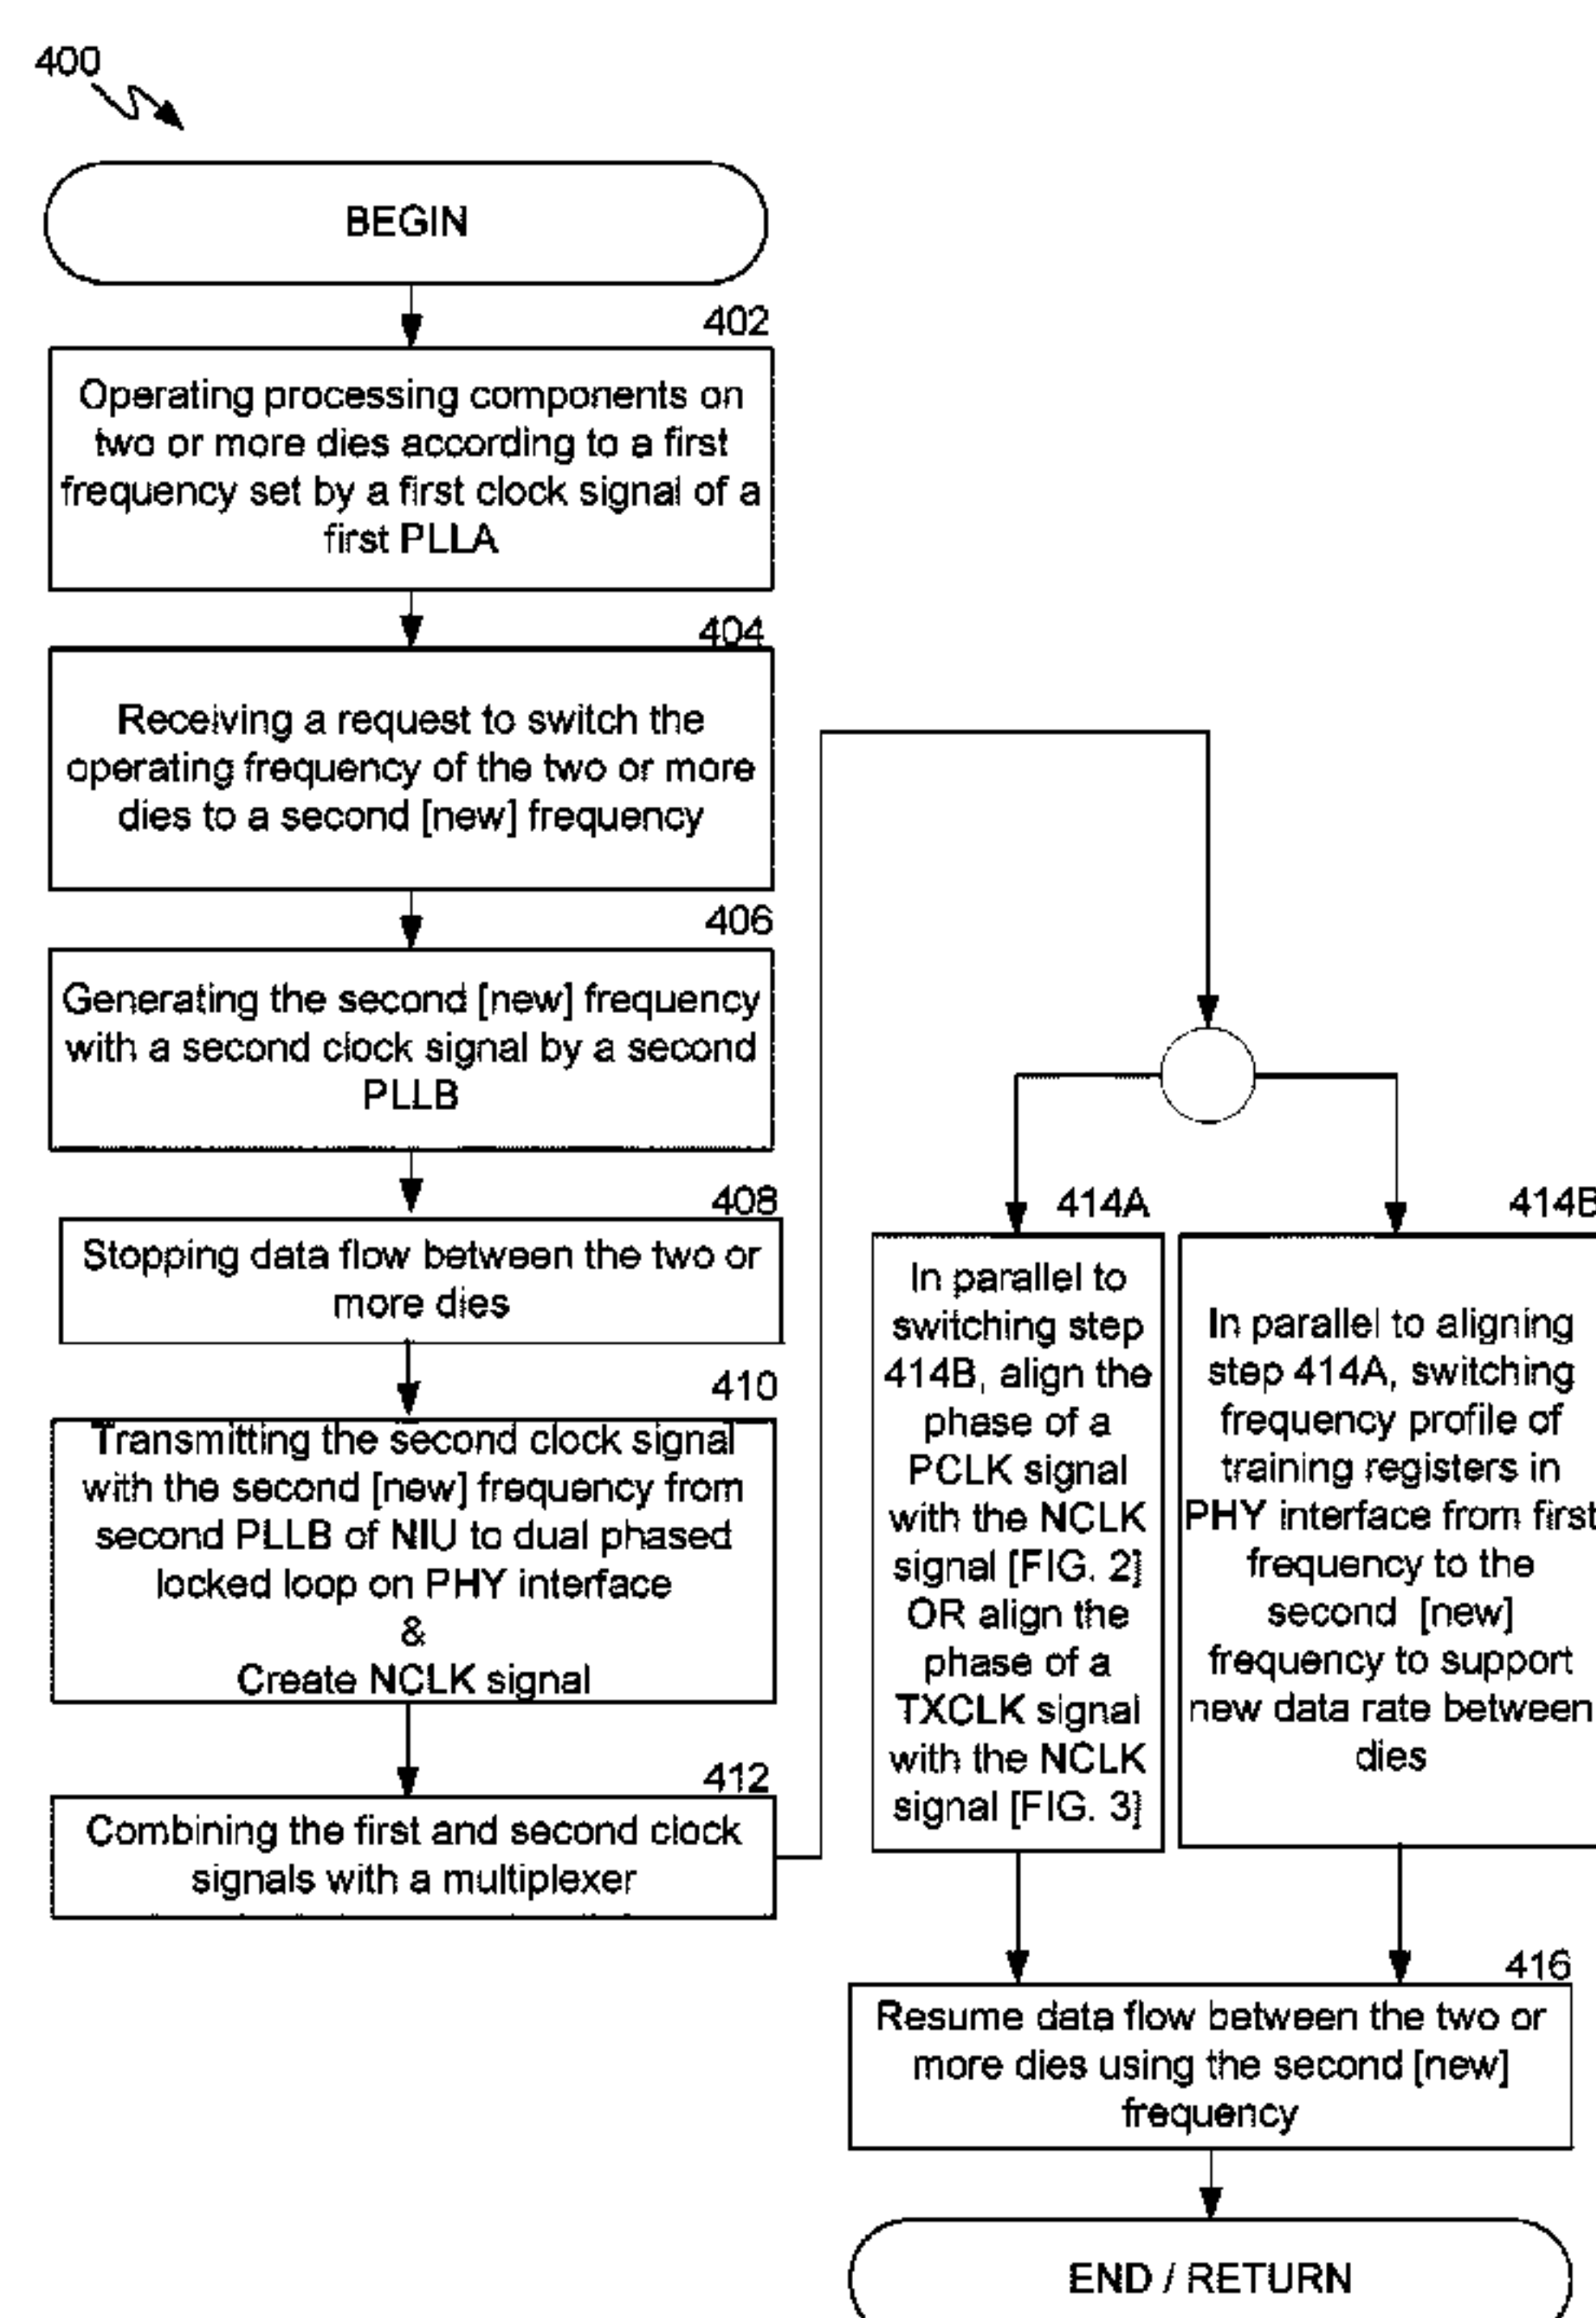 400
BEGIN
402
Operating processing components on
two or more dies according to a first
frequency set by a first clock signal of a
first PLLA
404
Receiving a request to switch the
operating frequency of the two or more
dies to a second [new] frequency
406
Generating the second [new] frequency
with a second clock signal by a second
PLLB
408
Stopping data flow between the two or
more dies
410
Transmitting the second clock signal
with the second [new] frequency from
second PLLB of NIU to dual phased
locked loop on PHY interface
&
Create NCLK signal
412
Combining the first and second clock
signals with a multiplexer
414A
In parallel to
switching step
414B, align the
phase of a
PCLK signal
with the NCLK
signal [FIG. 2]
OR align the
phase of a
TXCLK signal
with the NCLK
signal [FIG. 3]
414B
In parallel to aligning
step 414A, switching
frequency profile of
training registers in
PHY interface from first
frequency to the
second [new]
frequency to support
new data rate between
dies
416
Resume data flow between the two or
more dies using the second [new]
frequency
END / RETURN